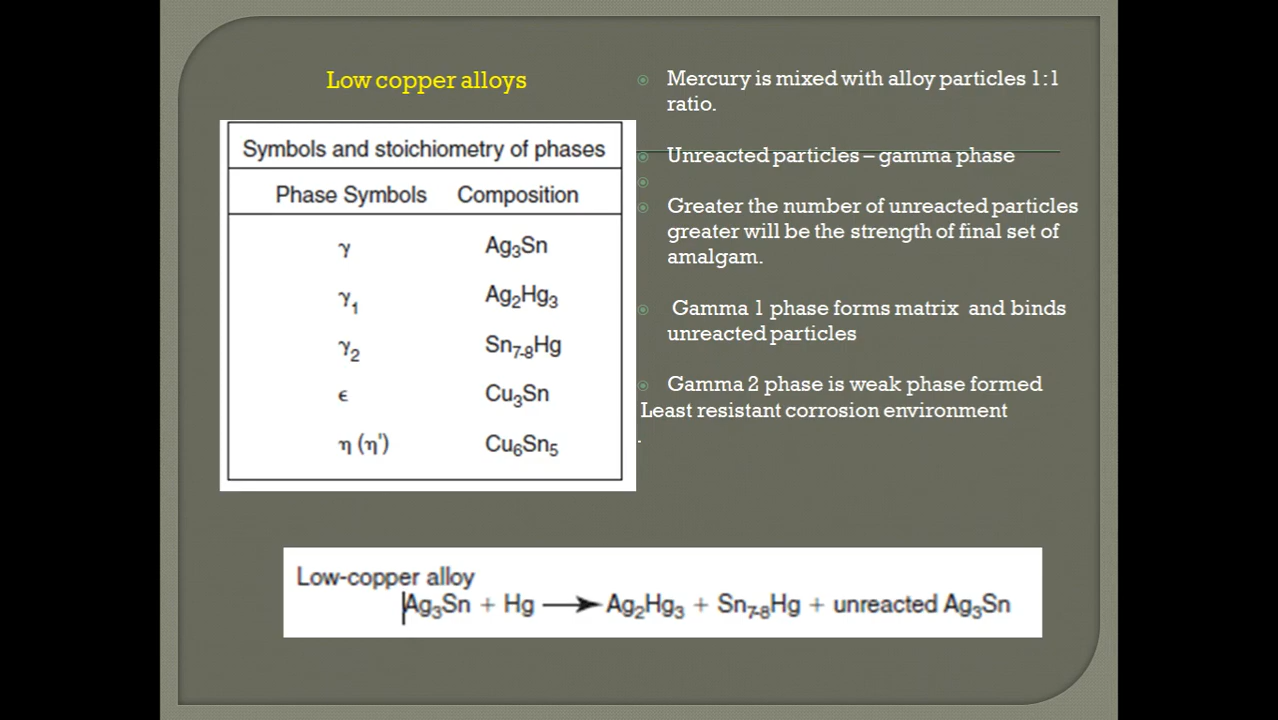 Low copper alloys
Symbols and stoichiometry of phases
Phase Symbols Composition
γ Ag₃Sn
γ₁ Ag₂Hg₃
γ₂ Sn₇₋₈Hg
ϵ Cu₃Sn
η (η') Cu₆Sn₅
Mercury is mixed with alloy particles 1:1
ratio.
Unreacted particles – gamma phase
Greater the number of unreacted particles
greater will be the strength of final set of
amalgam.
Gamma 1 phase forms matrix and binds
unreacted particles
Gamma 2 phase is weak phase formed
Least resistant corrosion environment
.
Low-copper alloy
Ag₃Sn + Hg ⟶ Ag₂Hg₃ + Sn₇₋₈Hg + unreacted Ag₃Sn